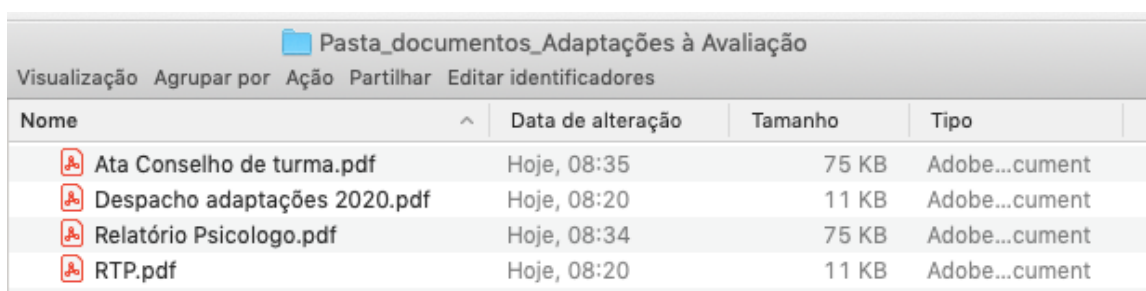 Pasta_documentos_Adaptações à Avaliação
Visualização Agrupar por Ação Partilhar Editar identificadores
Nome Data de alteração Tamanho Tipo
Ata Conselho de turma.pdf Hoje, 08:35 75 KB Adobe...cument
Despacho adaptações 2020.pdf Hoje, 08:20 11 KB Adobe...cument
Relatório Psicologo.pdf Hoje, 08:34 75 KB Adobe...cument
RTP.pdf Hoje, 08:20 11 KB Adobe...cument